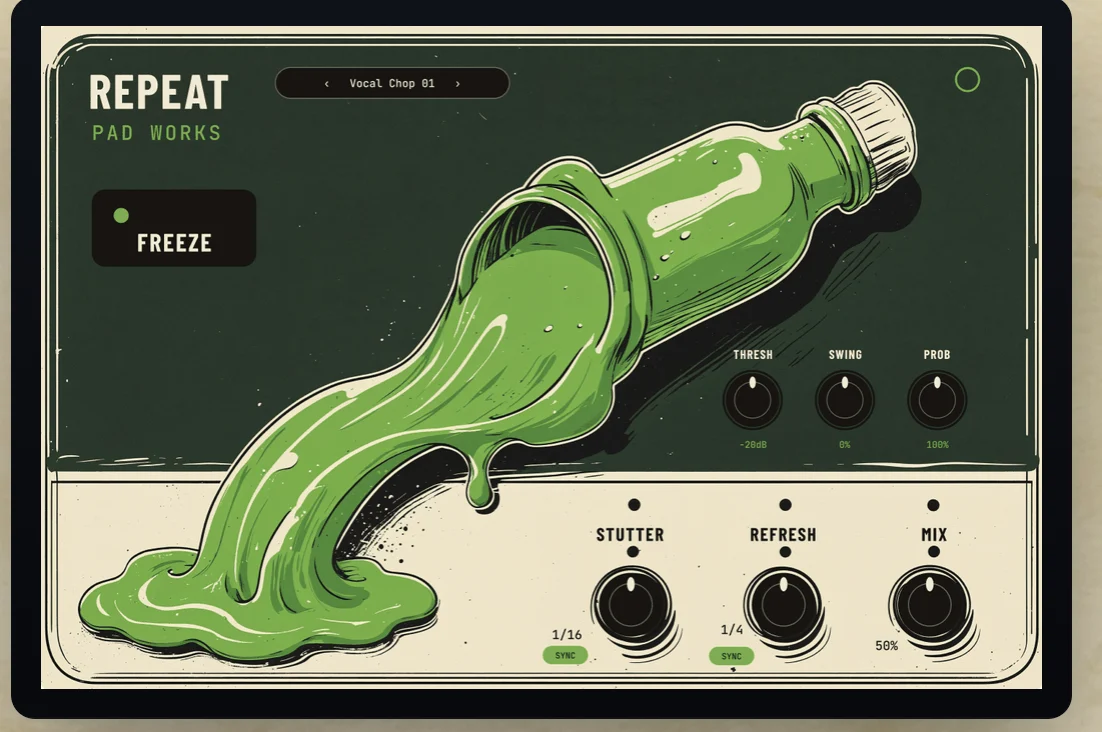 REPEAT
‹ Vocal Chop 01 ›
PAD WORKS
FREEZE
THRESH SWING PROB
-20dB 0% 100%
STUTTER REFRESH MIX
1/16 1/4 50%
SYNC SYNC